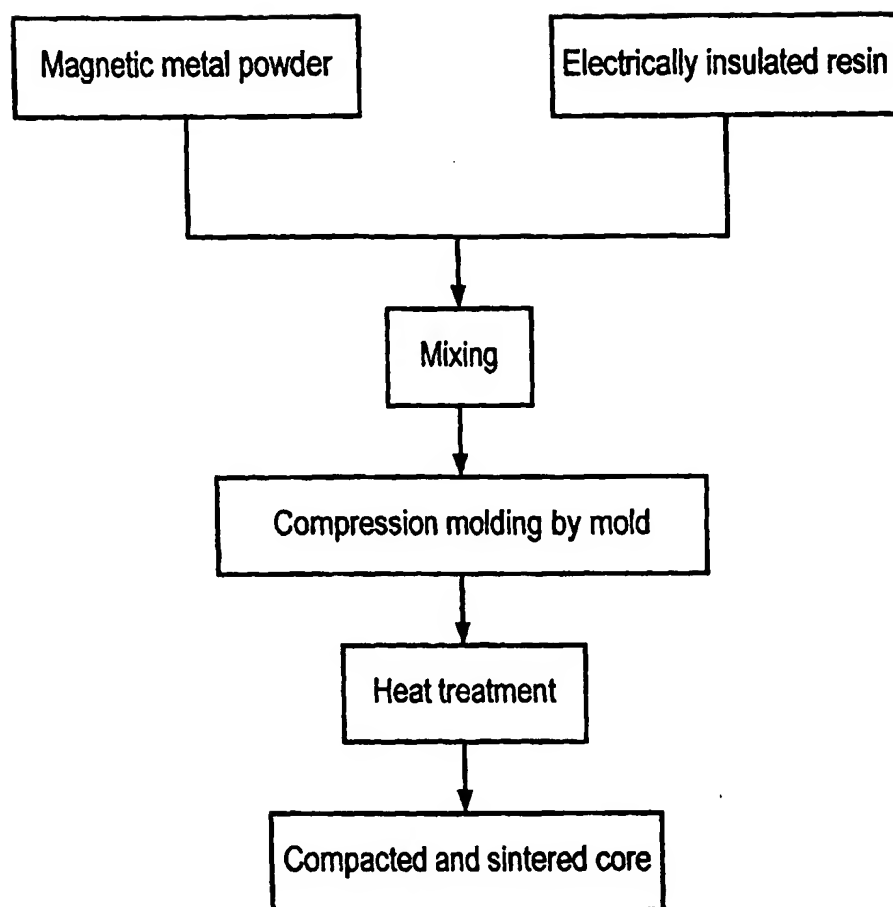 Magnetic metal powder
Electrically insulated resin
Mixing
Compression molding by mold
Heat treatment
Compacted and sintered core